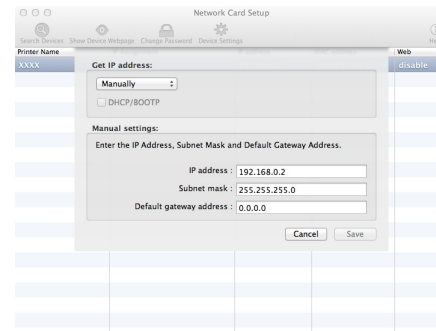 Network Card Setup
Search Devices Show Device Webpage Change Password Device Settings
Printer Name Web
XXXX disable
Get IP address:
Manually
DHCP/BOOTP
Manual settings:
Enter the IP Address, Subnet Mask and Default Gateway Address.
IP address : 192.168.0.2
Subnet mask : 255.255.255.0
Default gateway address : 0.0.0.0
Cancel Save